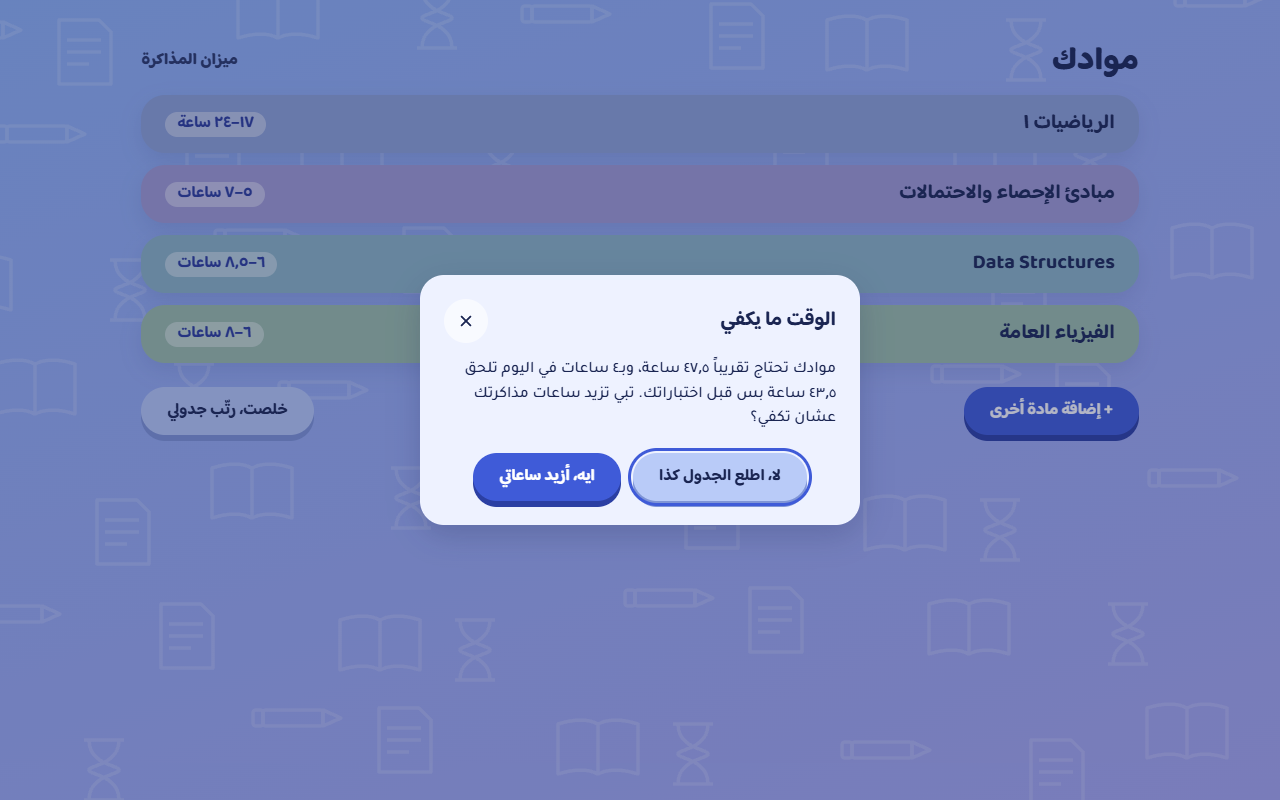 موادك
ميزان المذاكرة
الرياضيات ١
١٧–٢٤ ساعة
مبادئ الإحصاء والاحتمالات
٥–٧ ساعات
Data Structures
٦–٨,٥ ساعات
الفيزياء العامة
٦–٨ ساعات
+ إضافة مادة أخرى
خلصت، رتّب جدولي
الوقت ما يكفي
×
موادك تحتاج تقريباً ٤٧,٥ ساعة، وبـ٤ ساعات في اليوم تلحق
٤٣,٥ ساعة بس قبل اختباراتك. تبي تزيد ساعات مذاكرتك
عشان تكفي؟
لا، اطلع الجدول كذا
ايه، أزيد ساعاتي